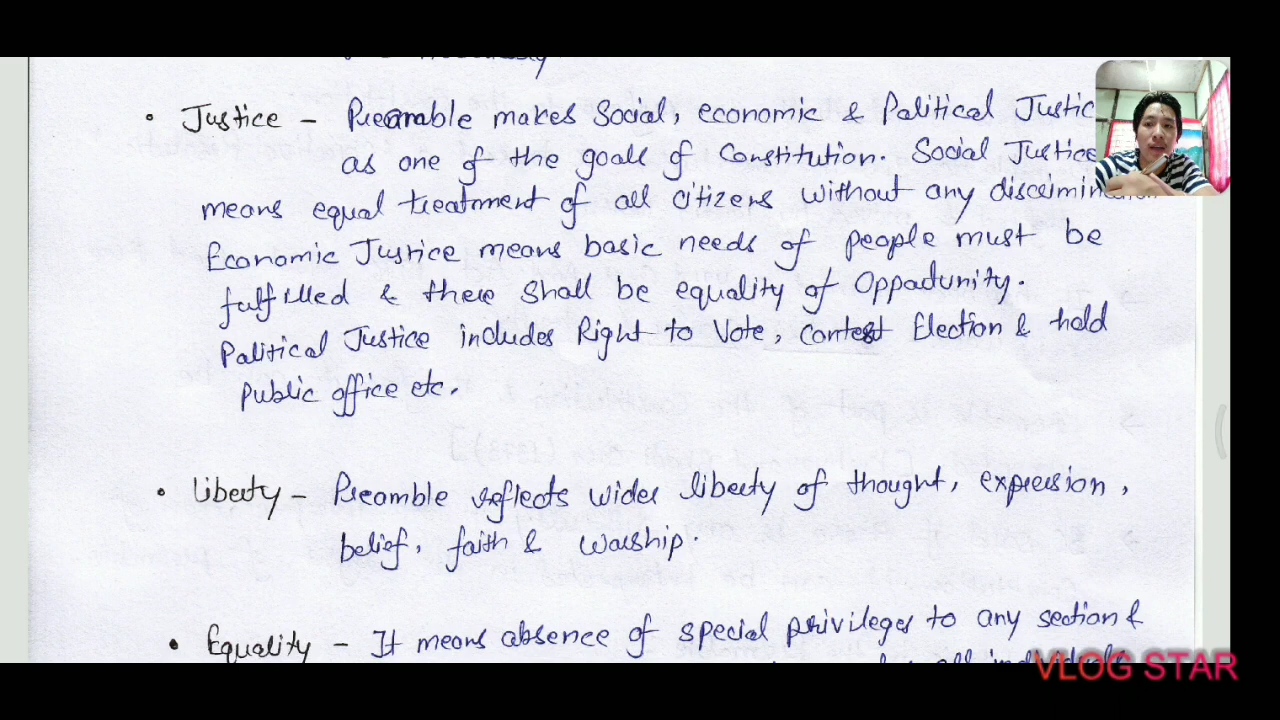 • Justice – Preamble makes Social, economic & Political Justic
as one of the goals of Constitution. Social Justice
means equal treatment of all citizens without any discrimin
Economic Justice means basic needs of people must be
fulfilled & there shall be equality of Oppartunity.
Political Justice includes Right to Vote, contest Election & hold
Public office etc.
• Liberty – Preamble reflects wider liberty of thought, expression,
belief, faith & worship.
• Equality – It means absence of special privileges to any section &
all individuals
VLOG STAR